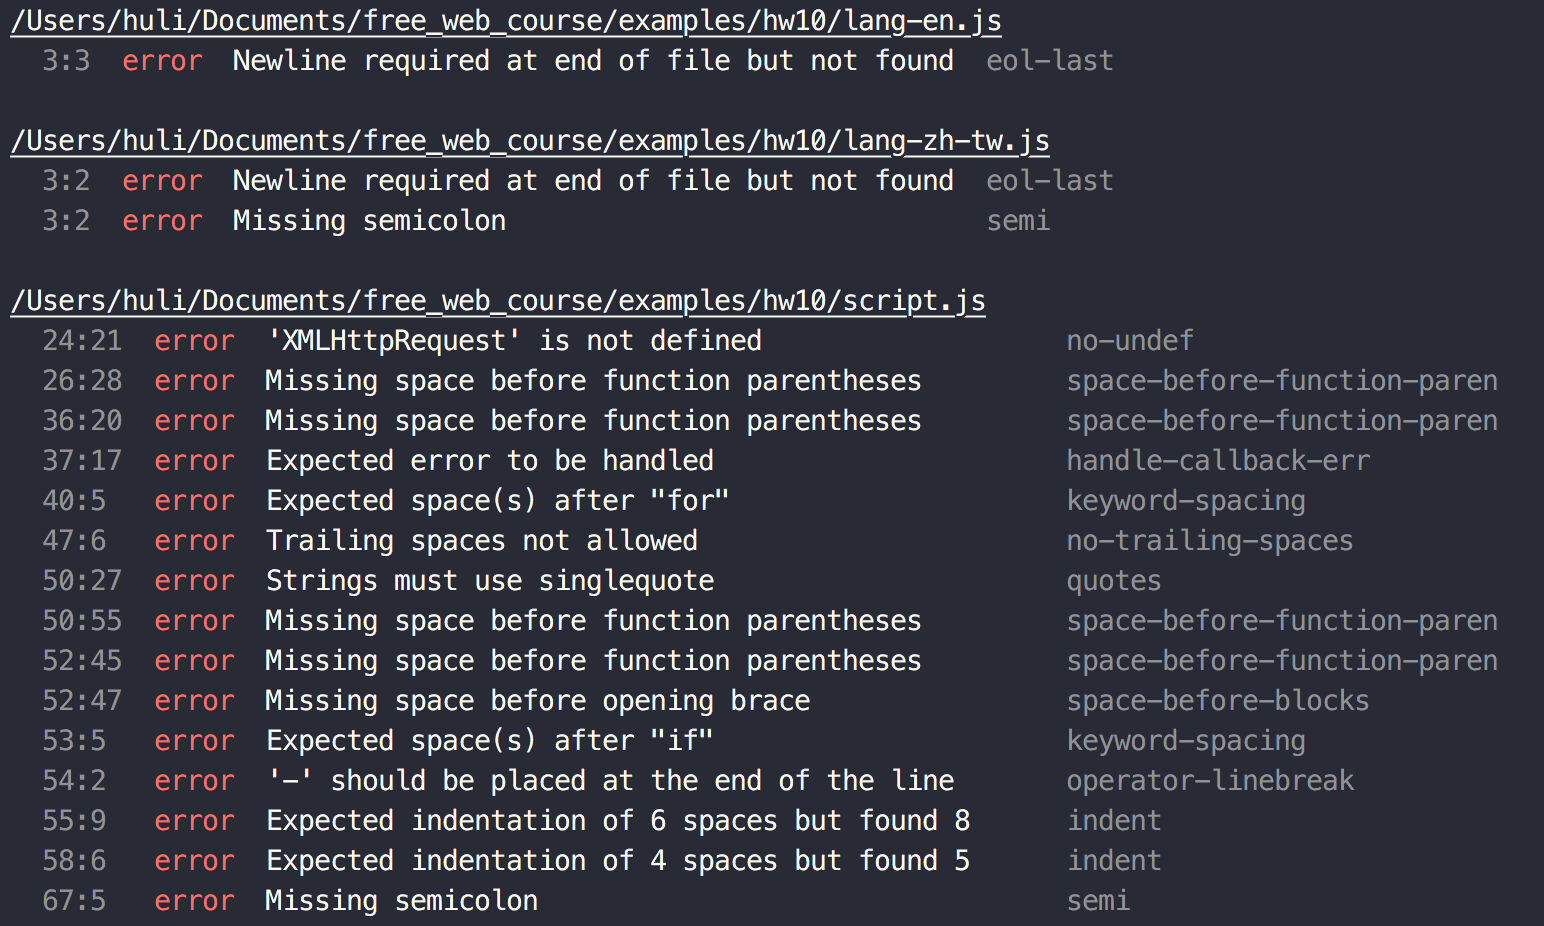 /Users/huli/Documents/free_web_course/examples/hw10/lang-en.js
3:3 error Newline required at end of file but not found eol-last
/Users/huli/Documents/free_web_course/examples/hw10/lang-zh-tw.js
3:2 error Newline required at end of file but not found eol-last
3:2 error Missing semicolon semi
/Users/huli/Documents/free_web_course/examples/hw10/script.js
24:21 error 'XMLHttpRequest' is not defined no-undef
26:28 error Missing space before function parentheses space-before-function-paren
36:20 error Missing space before function parentheses space-before-function-paren
37:17 error Expected error to be handled handle-callback-err
40:5 error Expected space(s) after "for" keyword-spacing
47:6 error Trailing spaces not allowed no-trailing-spaces
50:27 error Strings must use singlequote quotes
50:55 error Missing space before function parentheses space-before-function-paren
52:45 error Missing space before function parentheses space-before-function-paren
52:47 error Missing space before opening brace space-before-blocks
53:5 error Expected space(s) after "if" keyword-spacing
54:2 error '-' should be placed at the end of the line operator-linebreak
55:9 error Expected indentation of 6 spaces but found 8 indent
58:6 error Expected indentation of 4 spaces but found 5 indent
67:5 error Missing semicolon semi